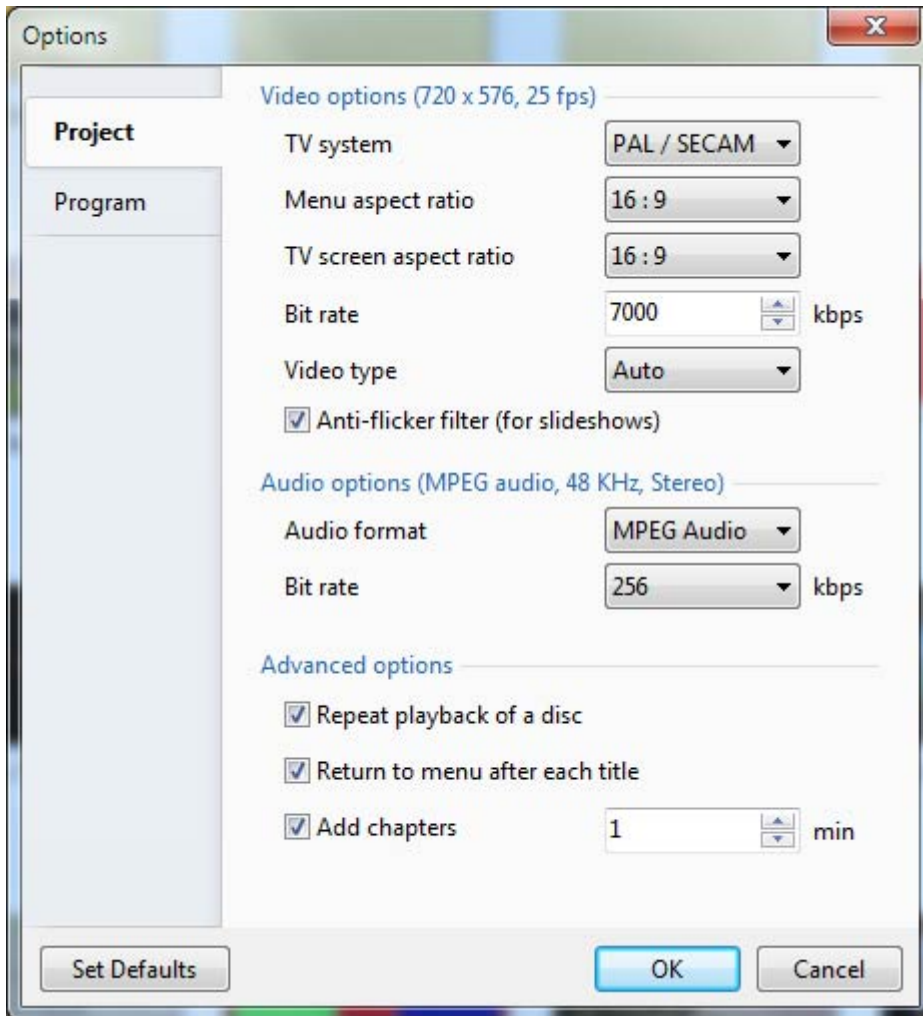 Options
Project
Program
Video options (720 x 576, 25 fps)
TV system PAL / SECAM
Menu aspect ratio 16 : 9
TV screen aspect ratio 16 : 9
Bit rate 7000 kbps
Video type Auto
Anti-flicker filter (for slideshows)
Audio options (MPEG audio, 48 KHz, Stereo)
Audio format MPEG Audio
Bit rate 256 kbps
Advanced options
Repeat playback of a disc
Return to menu after each title
Add chapters 1 min
Set Defaults OK Cancel